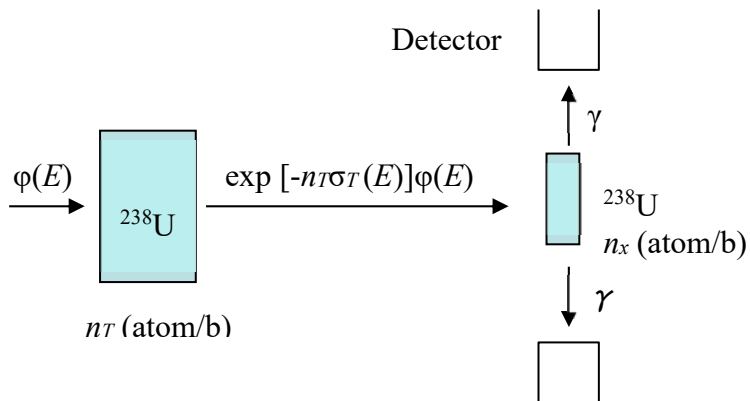 Detector
γ
φ(E)
exp [-nTσT (E)]φ(E)
238U
238U
nx (atom/b)
nT (atom/b)
γ